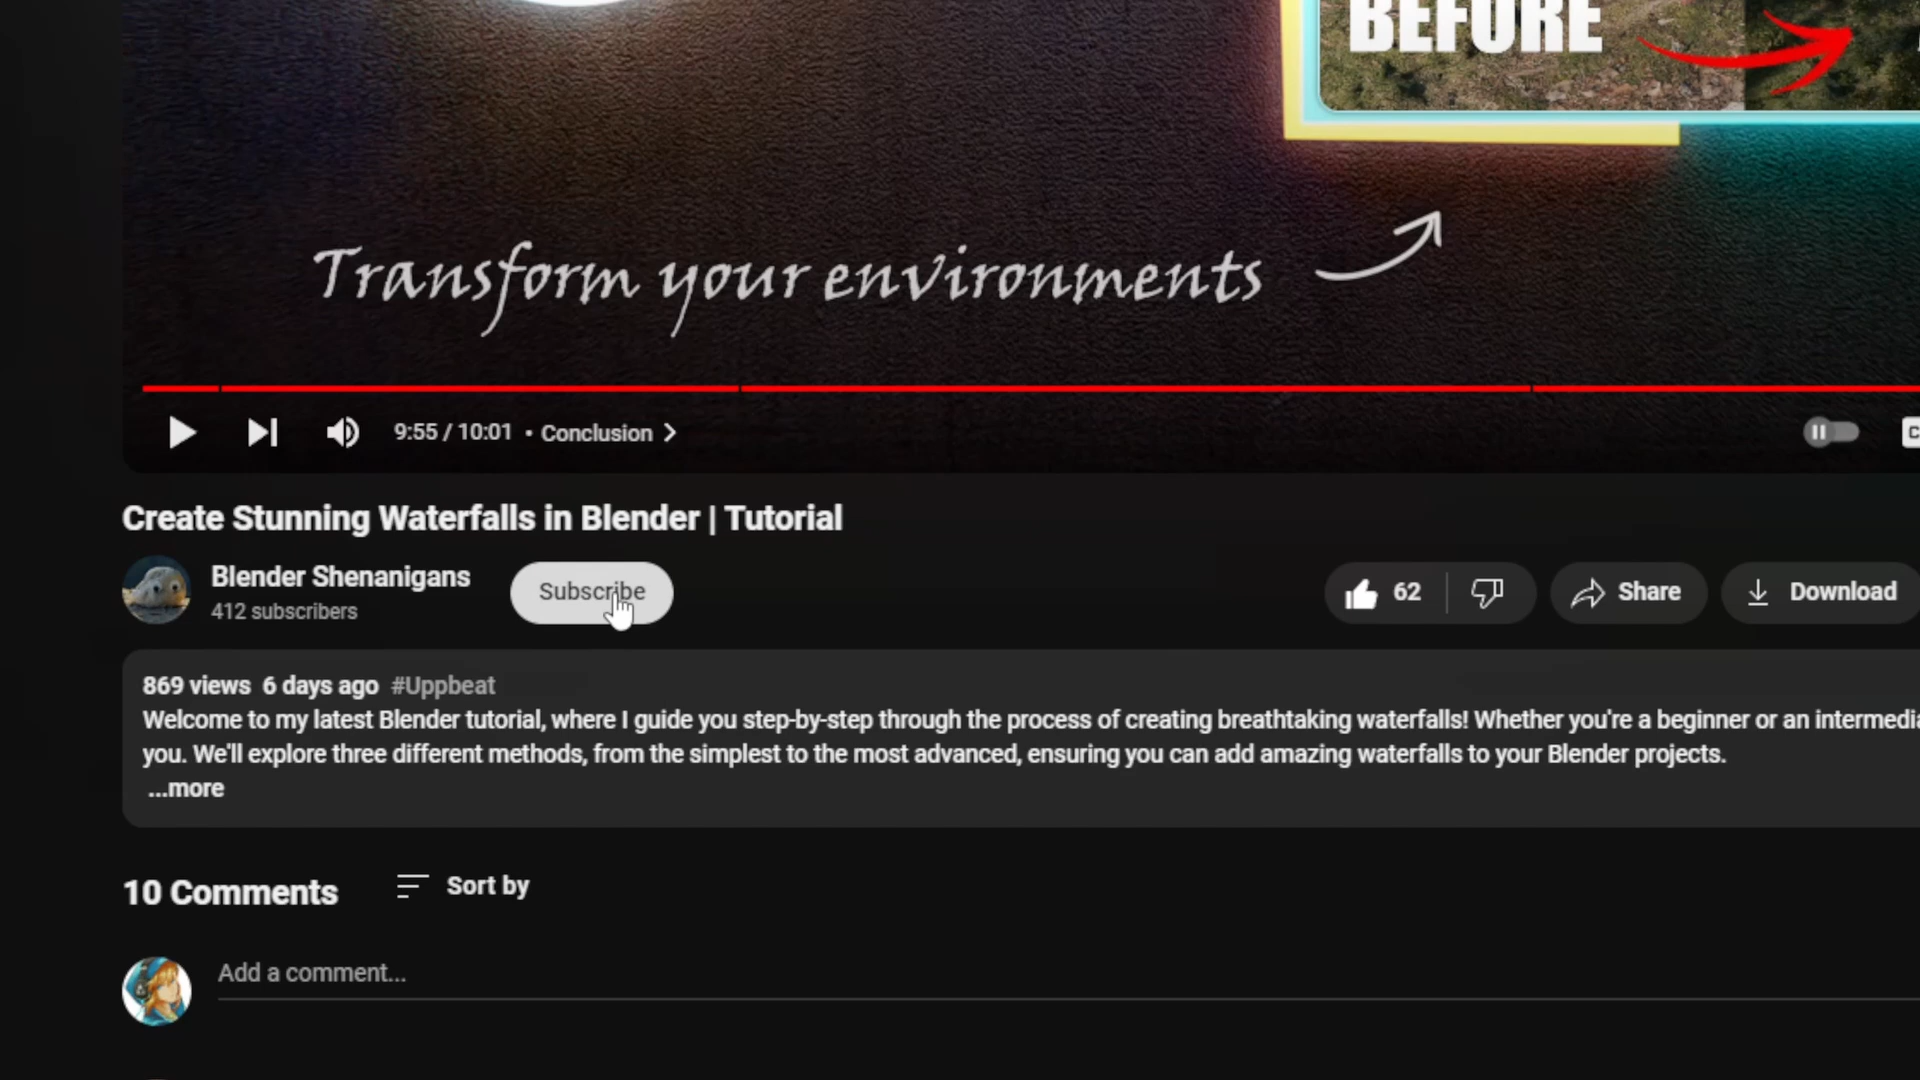 BEFORE
Transform your environments
9:55 / 10:01 • Conclusion
Create Stunning Waterfalls in Blender | Tutorial
Blender Shenanigans
412 subscribers
Subscribe
62
Share
Download
869 views 6 days ago #Uppbeat
Welcome to my latest Blender tutorial, where I guide you step-by-step through the process of creating breathtaking waterfalls! Whether you're a beginner or an intermedia
you. We'll explore three different methods, from the simplest to the most advanced, ensuring you can add amazing waterfalls to your Blender projects.
...more
10 Comments
Sort by
Add a comment...